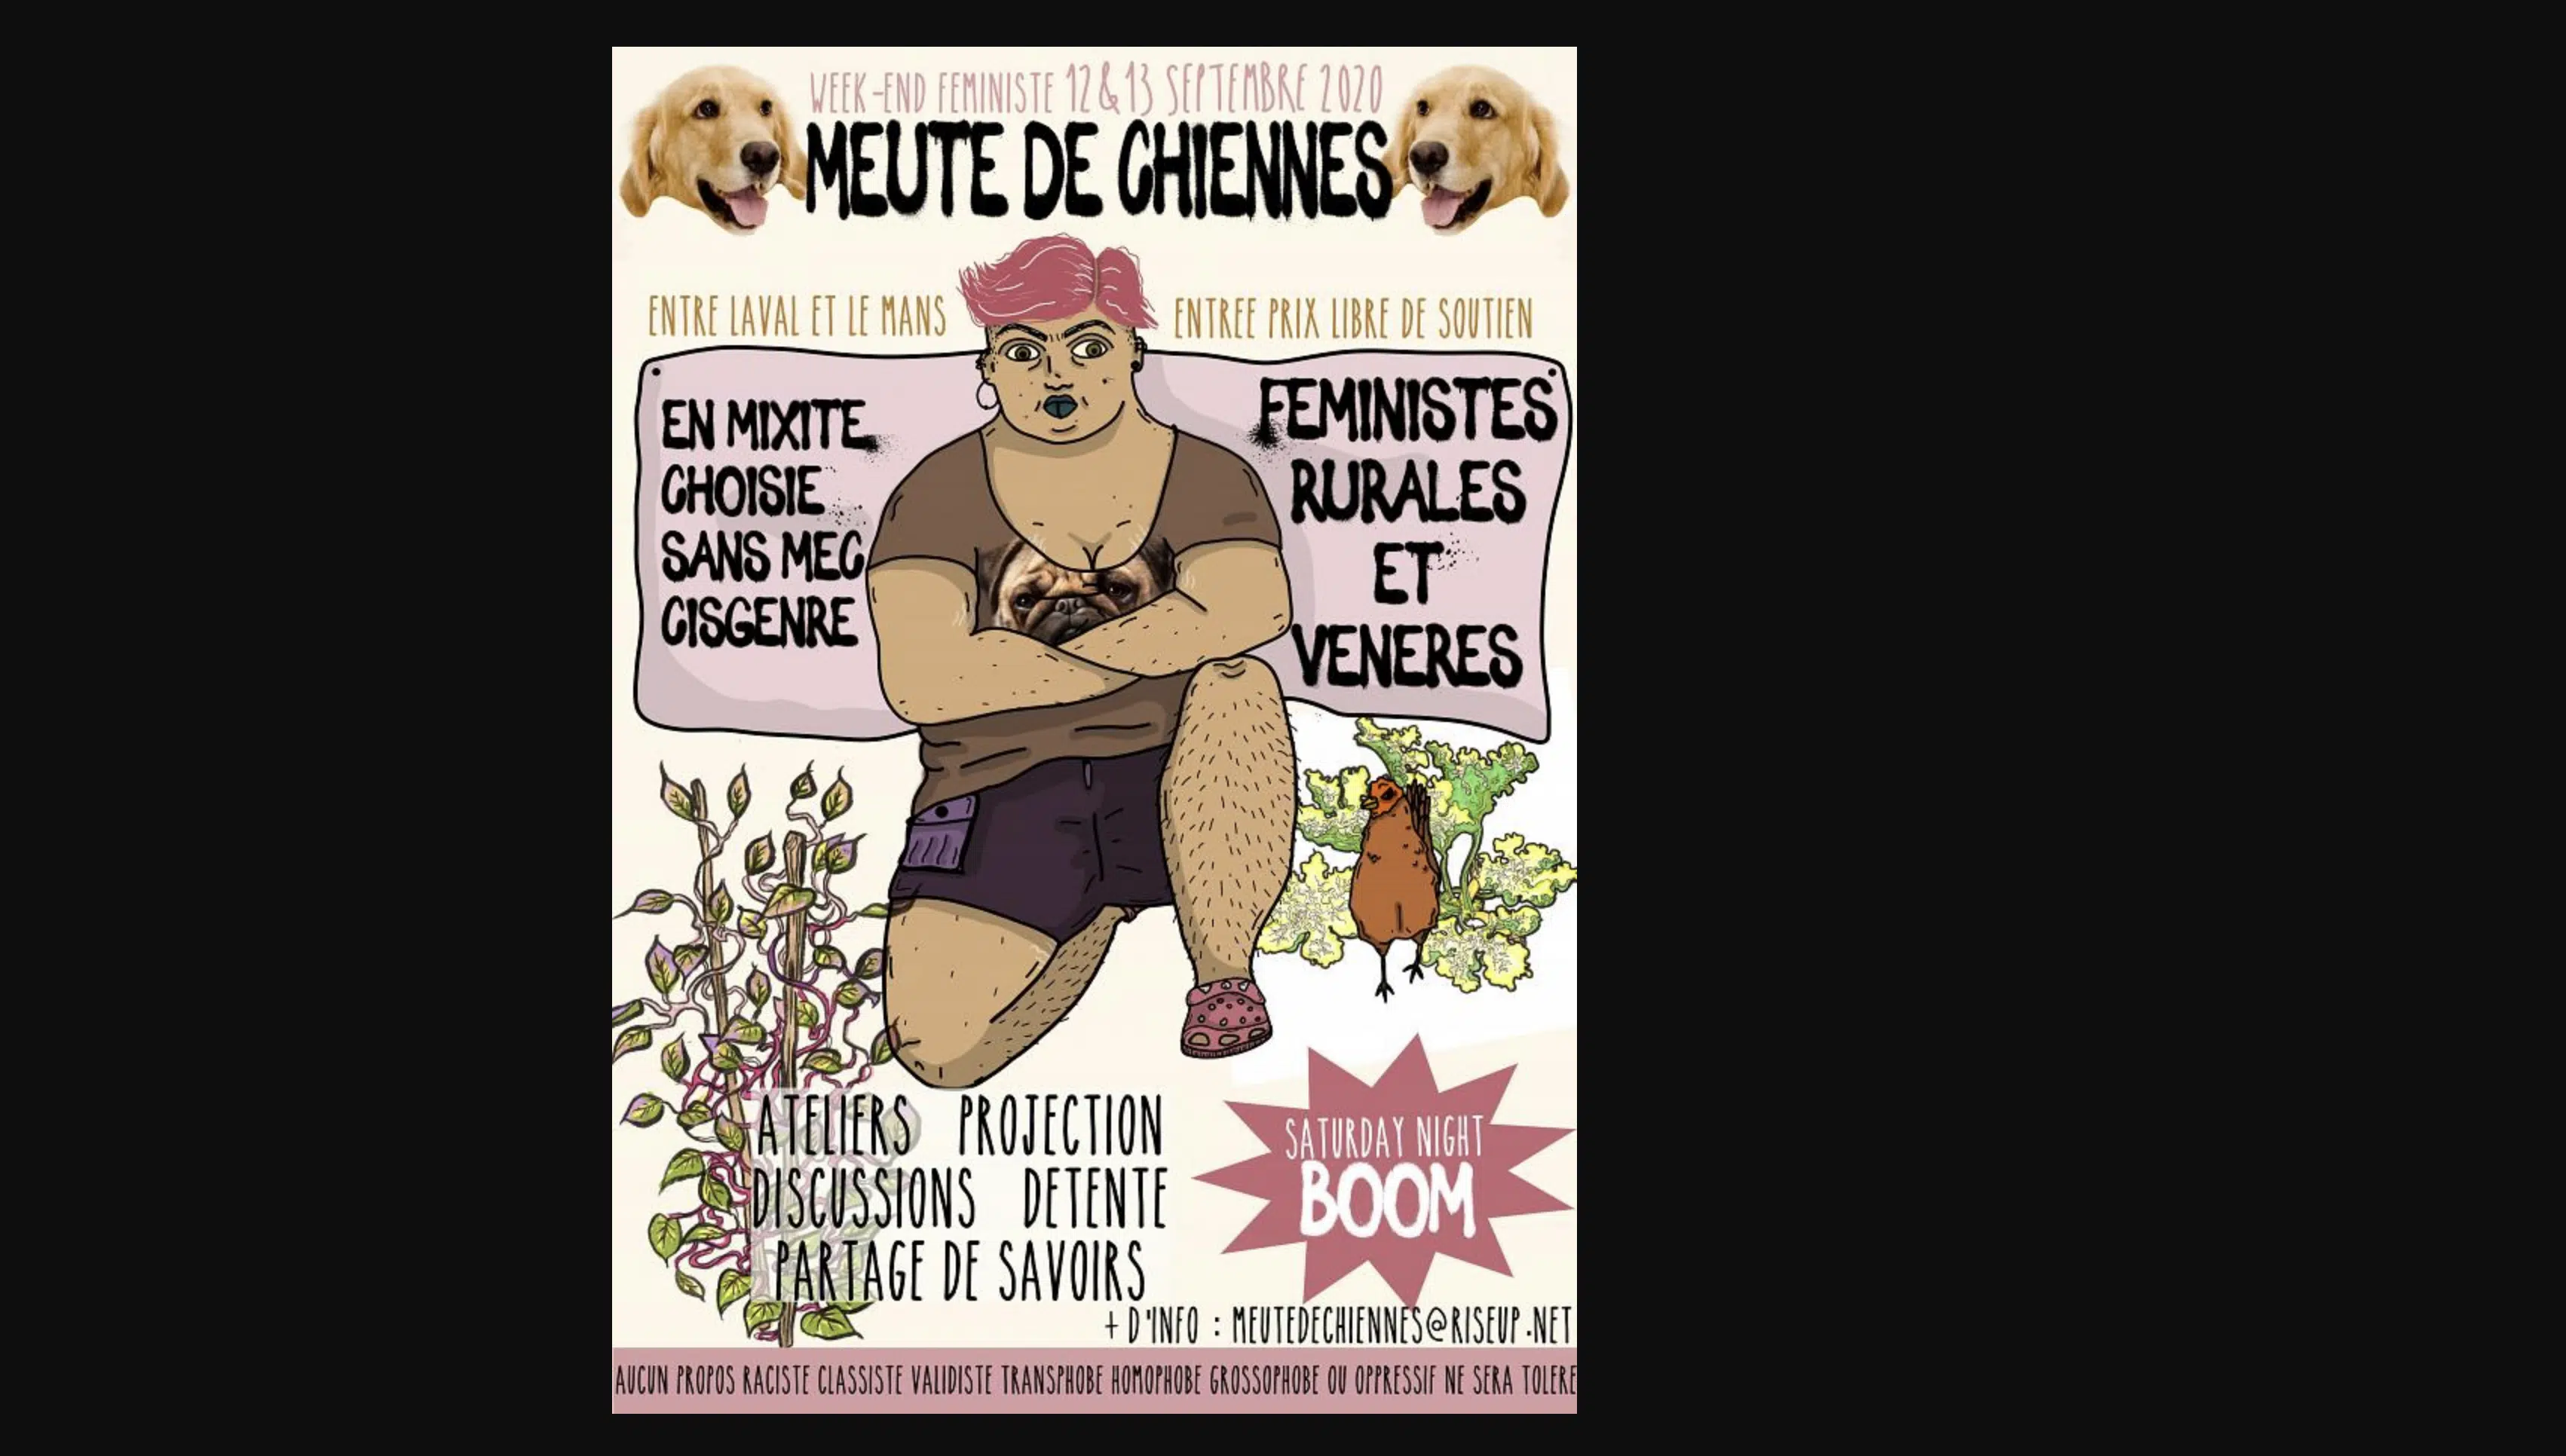 WEEK-END FEMINISTE 12 & 13 SEPTEMBRE 2020
MEUTE DE CHIENNES
ENTRE LAVAL ET LE MANS
ENTREE PRIX LIBRE DE SOUTIEN
EN MIXITE
CHOISIE
SANS MEC
CISGENRE
FEMINISTES
RURALES
ET
VENERES
ATELIERS PROJECTION
DISCUSSIONS DETENTE
PARTAGE DE SAVOIRS
SATURDAY NIGHT
BOOM
+ D'INFO : MEUTEDECHIENNES@RISEUP.NET
AUCUN PROPOS RACISTE CLASSISTE VALIDISTE TRANSPHOBE HOMOPHOBE GROSSOPHOBE OU OPPRESSIF NE SERA TOLERE